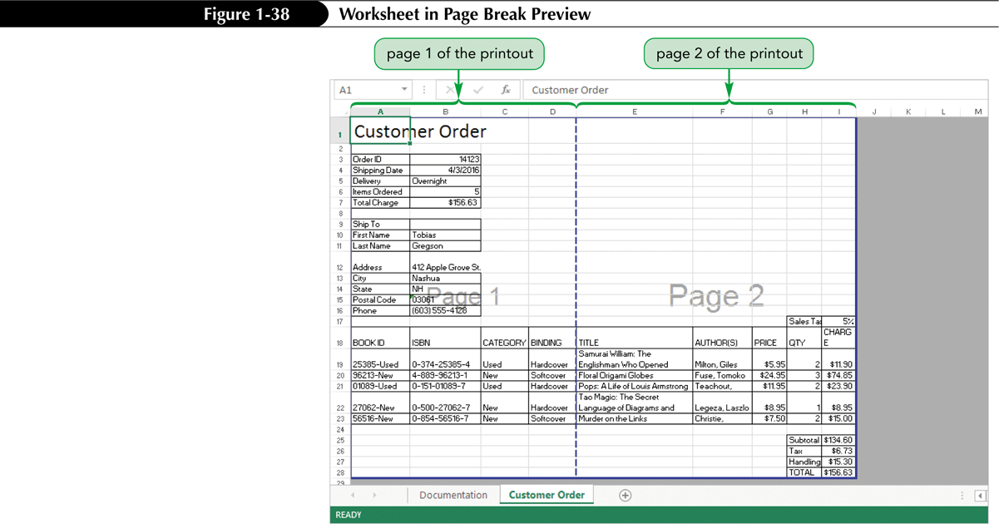 Figure 1-38 Worksheet in Page Break Preview
page 1 of the printout page 2 of the printout
A1 fx Customer Order
A B C D E F G H I J K L M
1 Customer Order
2
3 Order ID 14123
4 Shipping Date 4/3/2016
5 Delivery Overnight
6 Items Ordered 5
7 Total Charge $156.63
8
9 Ship To
10 First Name Tobias
11 Last Name Gregson
12 Address 412 Apple Grove St.
13 City Nashua
14 State NH
15 Postal Code 03061
Page 1 Page 2
16 Phone (603) 555-4128
17 Sales Ta 5%
CHARG
18 BOOK ID ISBN CATEGORY BINDING TITLE AUTHOR(S) PRICE QTY E
Samurai William: The
19 25385-Used 0-374-25385-4 Used Hardcover Englishman Who Opened Milton, Giles $5.95 2 $11.90
20 96213-New 4-889-96213-1 New Softcover Floral Origami Globes Fuse, Tomoko $24.95 3 $74.85
21 01089-Used 0-151-01089-7 Used Hardcover Pops: A Life of Louis Armstrong Teachout, $11.95 2 $23.90
Tao Magic: The Secret
22 27062-New 0-500-27062-7 New Hardcover Language of Diagrams and Legeza, Laszlo $8.95 1 $8.95
23 56516-New 0-854-56516-7 New Softcover Murder on the Links Christie, $7.50 2 $15.00
24
25 Subtotal $134.60
26 Tax $6.73
27 Handling $15.30
28 TOTAL $156.63
29
Documentation Customer Order
READY